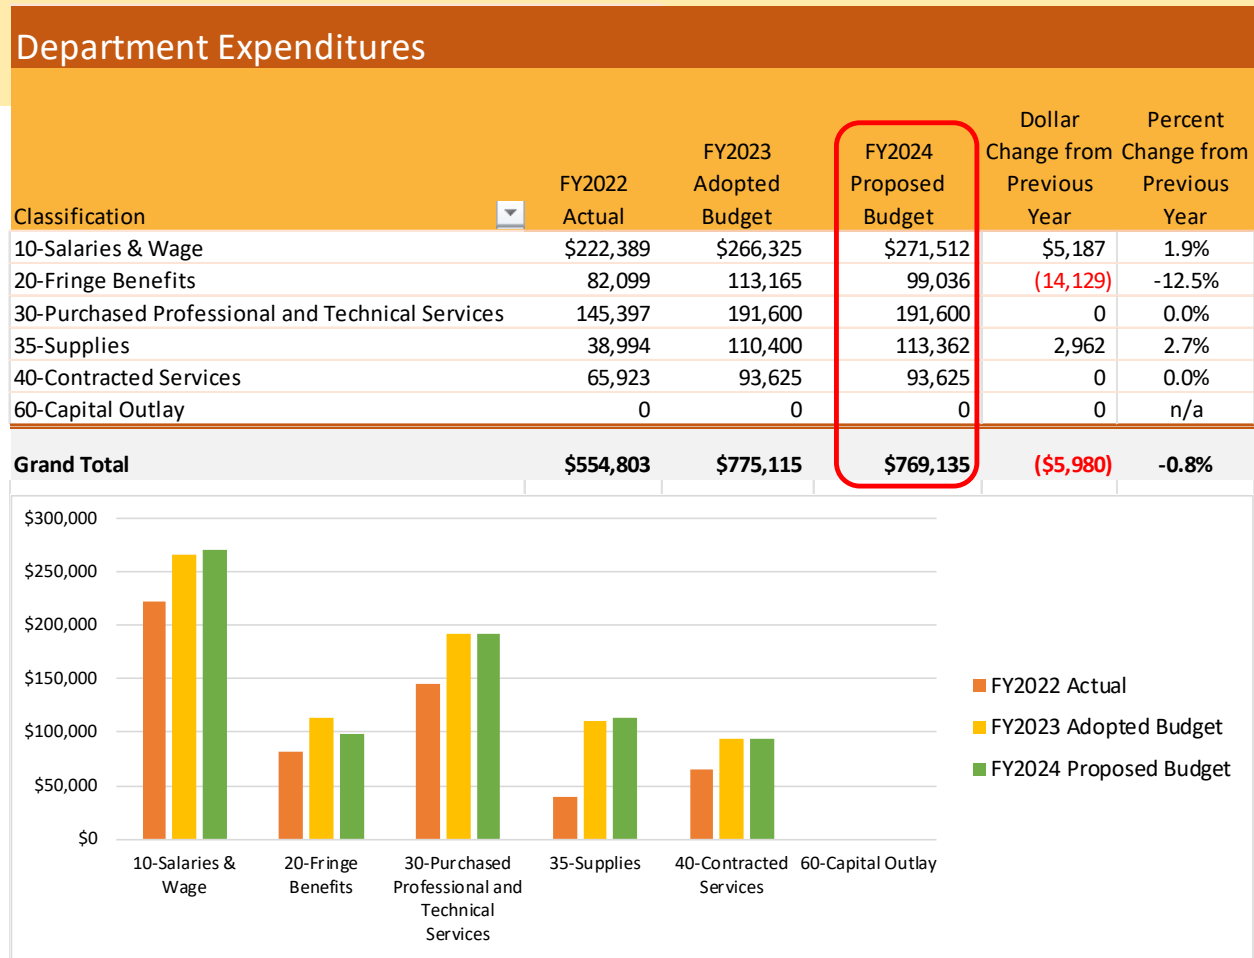 Department Expenditures
Classification FY2022 Actual FY2023 Adopted Budget FY2024 Proposed Budget Dollar Change from Previous Year Percent Change from Previous Year
10-Salaries & Wage $222,389 $266,325 $271,512 $5,187 1.9%
20-Fringe Benefits 82,099 113,165 99,036 (14,129) -12.5%
30-Purchased Professional and Technical Services 145,397 191,600 191,600 0 0.0%
35-Supplies 38,994 110,400 113,362 2,962 2.7%
40-Contracted Services 65,923 93,625 93,625 0 0.0%
60-Capital Outlay 0 0 0 0 n/a
Grand Total $554,803 $775,115 $769,135 ($5,980) -0.8%
$300,000
$250,000
$200,000
$150,000
$100,000
$50,000
$0
10-Salaries &
Wage
20-Fringe
Benefits
30-Purchased
Professional and
Technical
Services
35-Supplies
40-Contracted
Services
60-Capital Outlay
FY2022 Actual
FY2023 Adopted Budget
FY2024 Proposed Budget